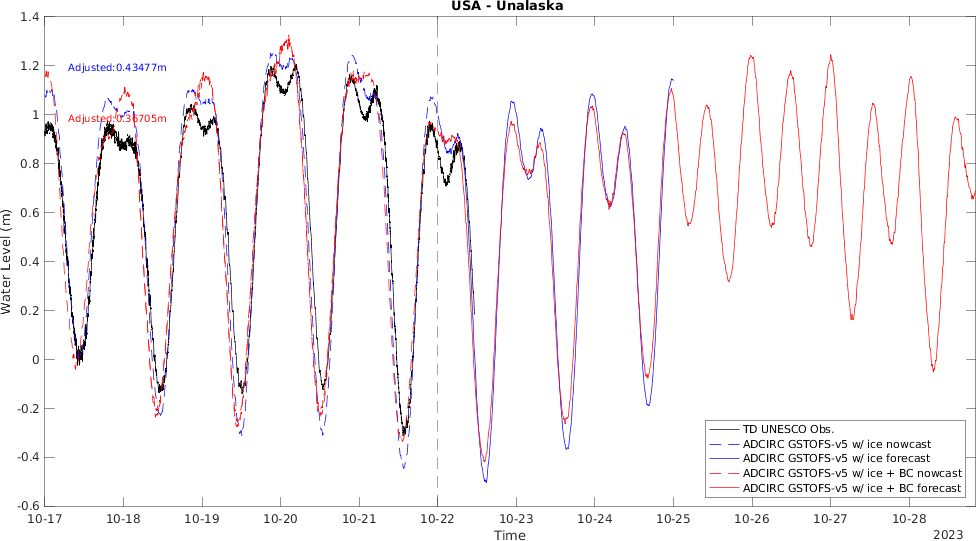 USA - Unalaska
Adjusted:0.43477m
Adjusted:0.36705m
1.4
1.2
1
0.8
0.6
0.4
0.2
0
-0.2
-0.4
-0.6
Water Level (m)
TD UNESCO Obs.
ADCIRC GSTOFS-v5 w/ ice nowcast
ADCIRC GSTOFS-v5 w/ ice forecast
ADCIRC GSTOFS-v5 w/ ice + BC nowcast
ADCIRC GSTOFS-v5 w/ ice + BC forecast
10-17 10-18 10-19 10-20 10-21 10-22 10-23 10-24 10-25 10-26 10-27 10-28
Time
2023